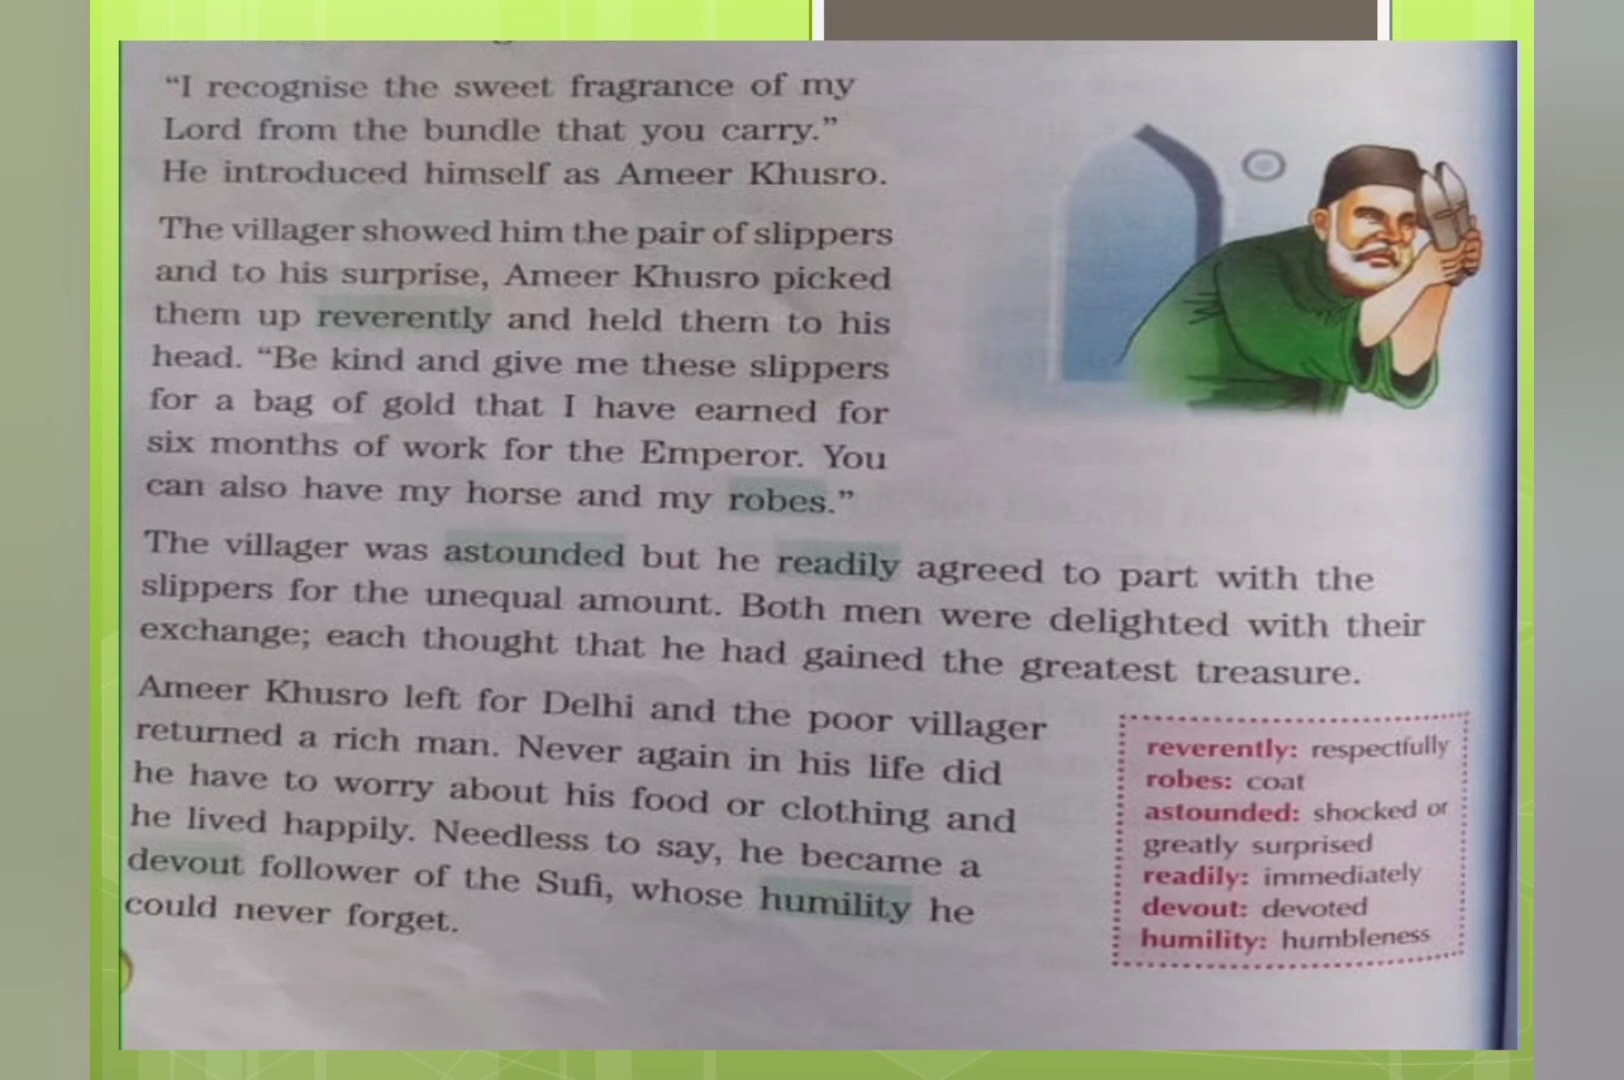 “I recognise the sweet fragrance of my
Lord from the bundle that you carry.”
He introduced himself as Ameer Khusro.
The villager showed him the pair of slippers
and to his surprise, Ameer Khusro picked
them up reverently and held them to his
head. “Be kind and give me these slippers
for a bag of gold that I have earned for
six months of work for the Emperor. You
can also have my horse and my robes.”
The villager was astounded but he readily agreed to part with the
slippers for the unequal amount. Both men were delighted with their
exchange; each thought that he had gained the greatest treasure.
Ameer Khusro left for Delhi and the poor villager
returned a rich man. Never again in his life did
he have to worry about his food or clothing and
he lived happily. Needless to say, he became a
devout follower of the Sufi, whose humility he
could never forget.
reverently: respectfully
robes: coat
astounded: shocked or
greatly surprised
readily: immediately
devout: devoted
humility: humbleness